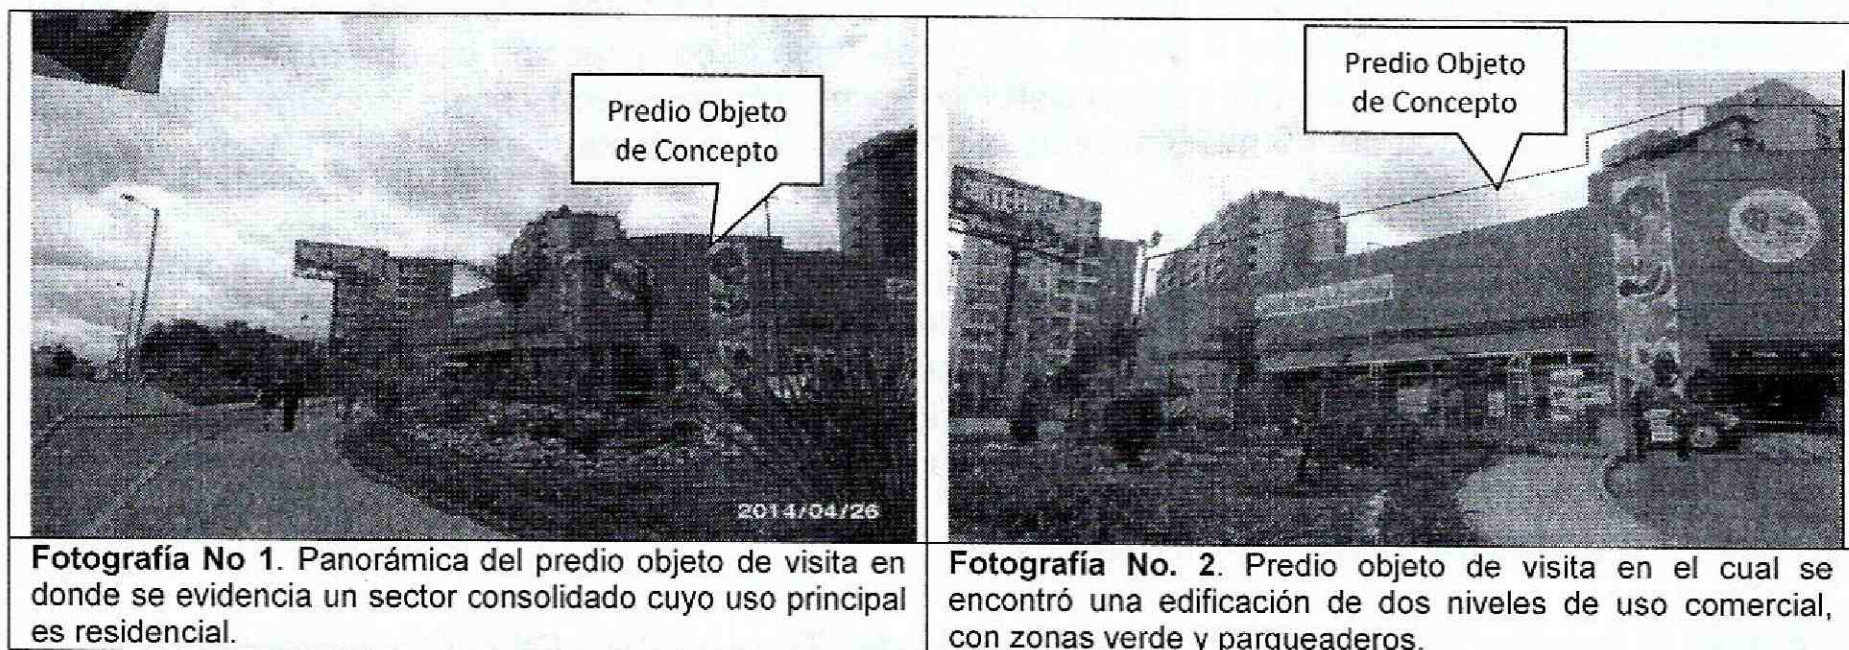 Predio Objeto
de Concepto
2014/04/26
Fotografía No 1. Panorámica del predio objeto de visita en
donde se evidencia un sector consolidado cuyo uso principal
es residencial.
Predio Objeto
de Concepto
Fotografía No. 2. Predio objeto de visita en el cual se
encontró una edificación de dos niveles de uso comercial,
con zonas verde y parqueaderos.